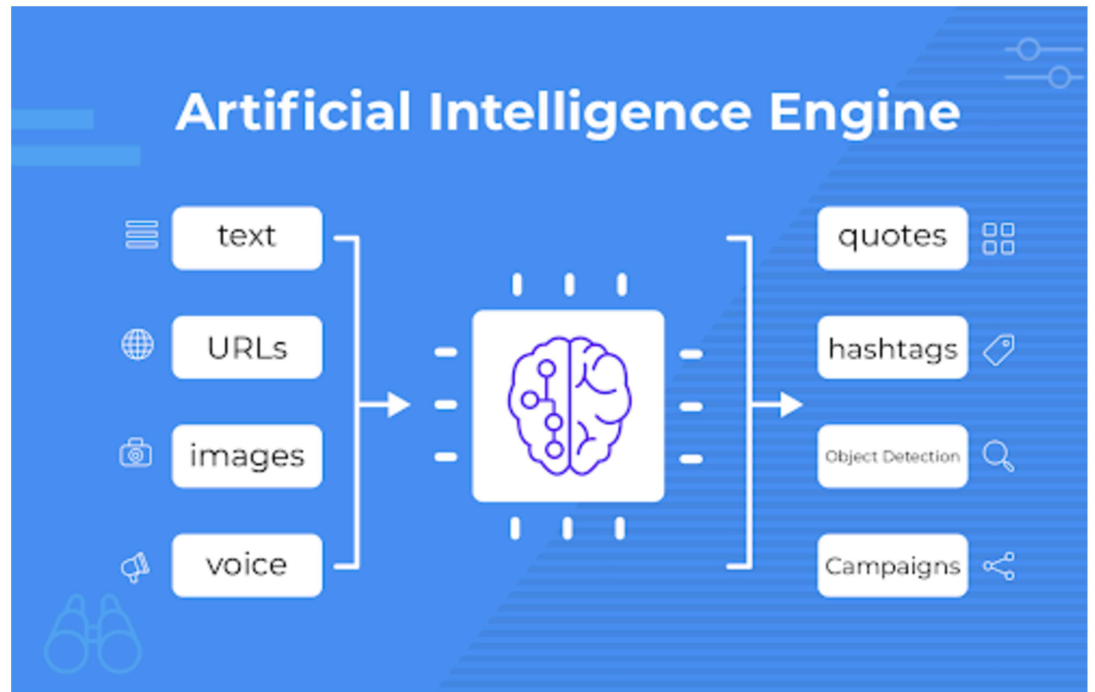 Artificial Intelligence Engine
text
URLs
images
voice
quotes
hashtags
Object Detection
Campaigns